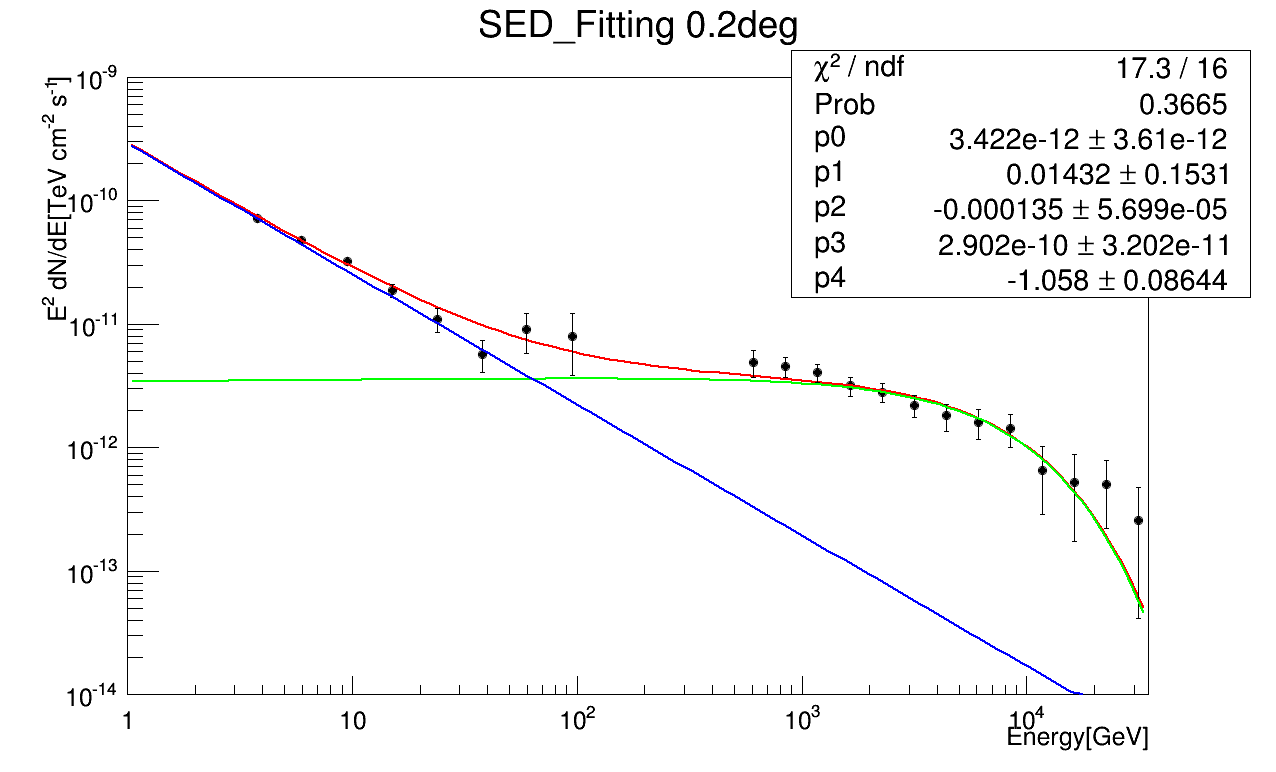 SED_Fitting 0.2deg
χ² / ndf 17.3 / 16
Prob 0.3665
p0 3.422e-12 ± 3.61e-12
p1 0.01432 ± 0.1531
p2 -0.000135 ± 5.699e-05
p3 2.902e-10 ± 3.202e-11
p4 -1.058 ± 0.08644
E² dN/dE[TeV cm⁻² s⁻¹]
10⁻⁹
10⁻¹⁰
10⁻¹¹
10⁻¹²
10⁻¹³
10⁻¹⁴
1 10 10² 10³ 10⁴
Energy[GeV]